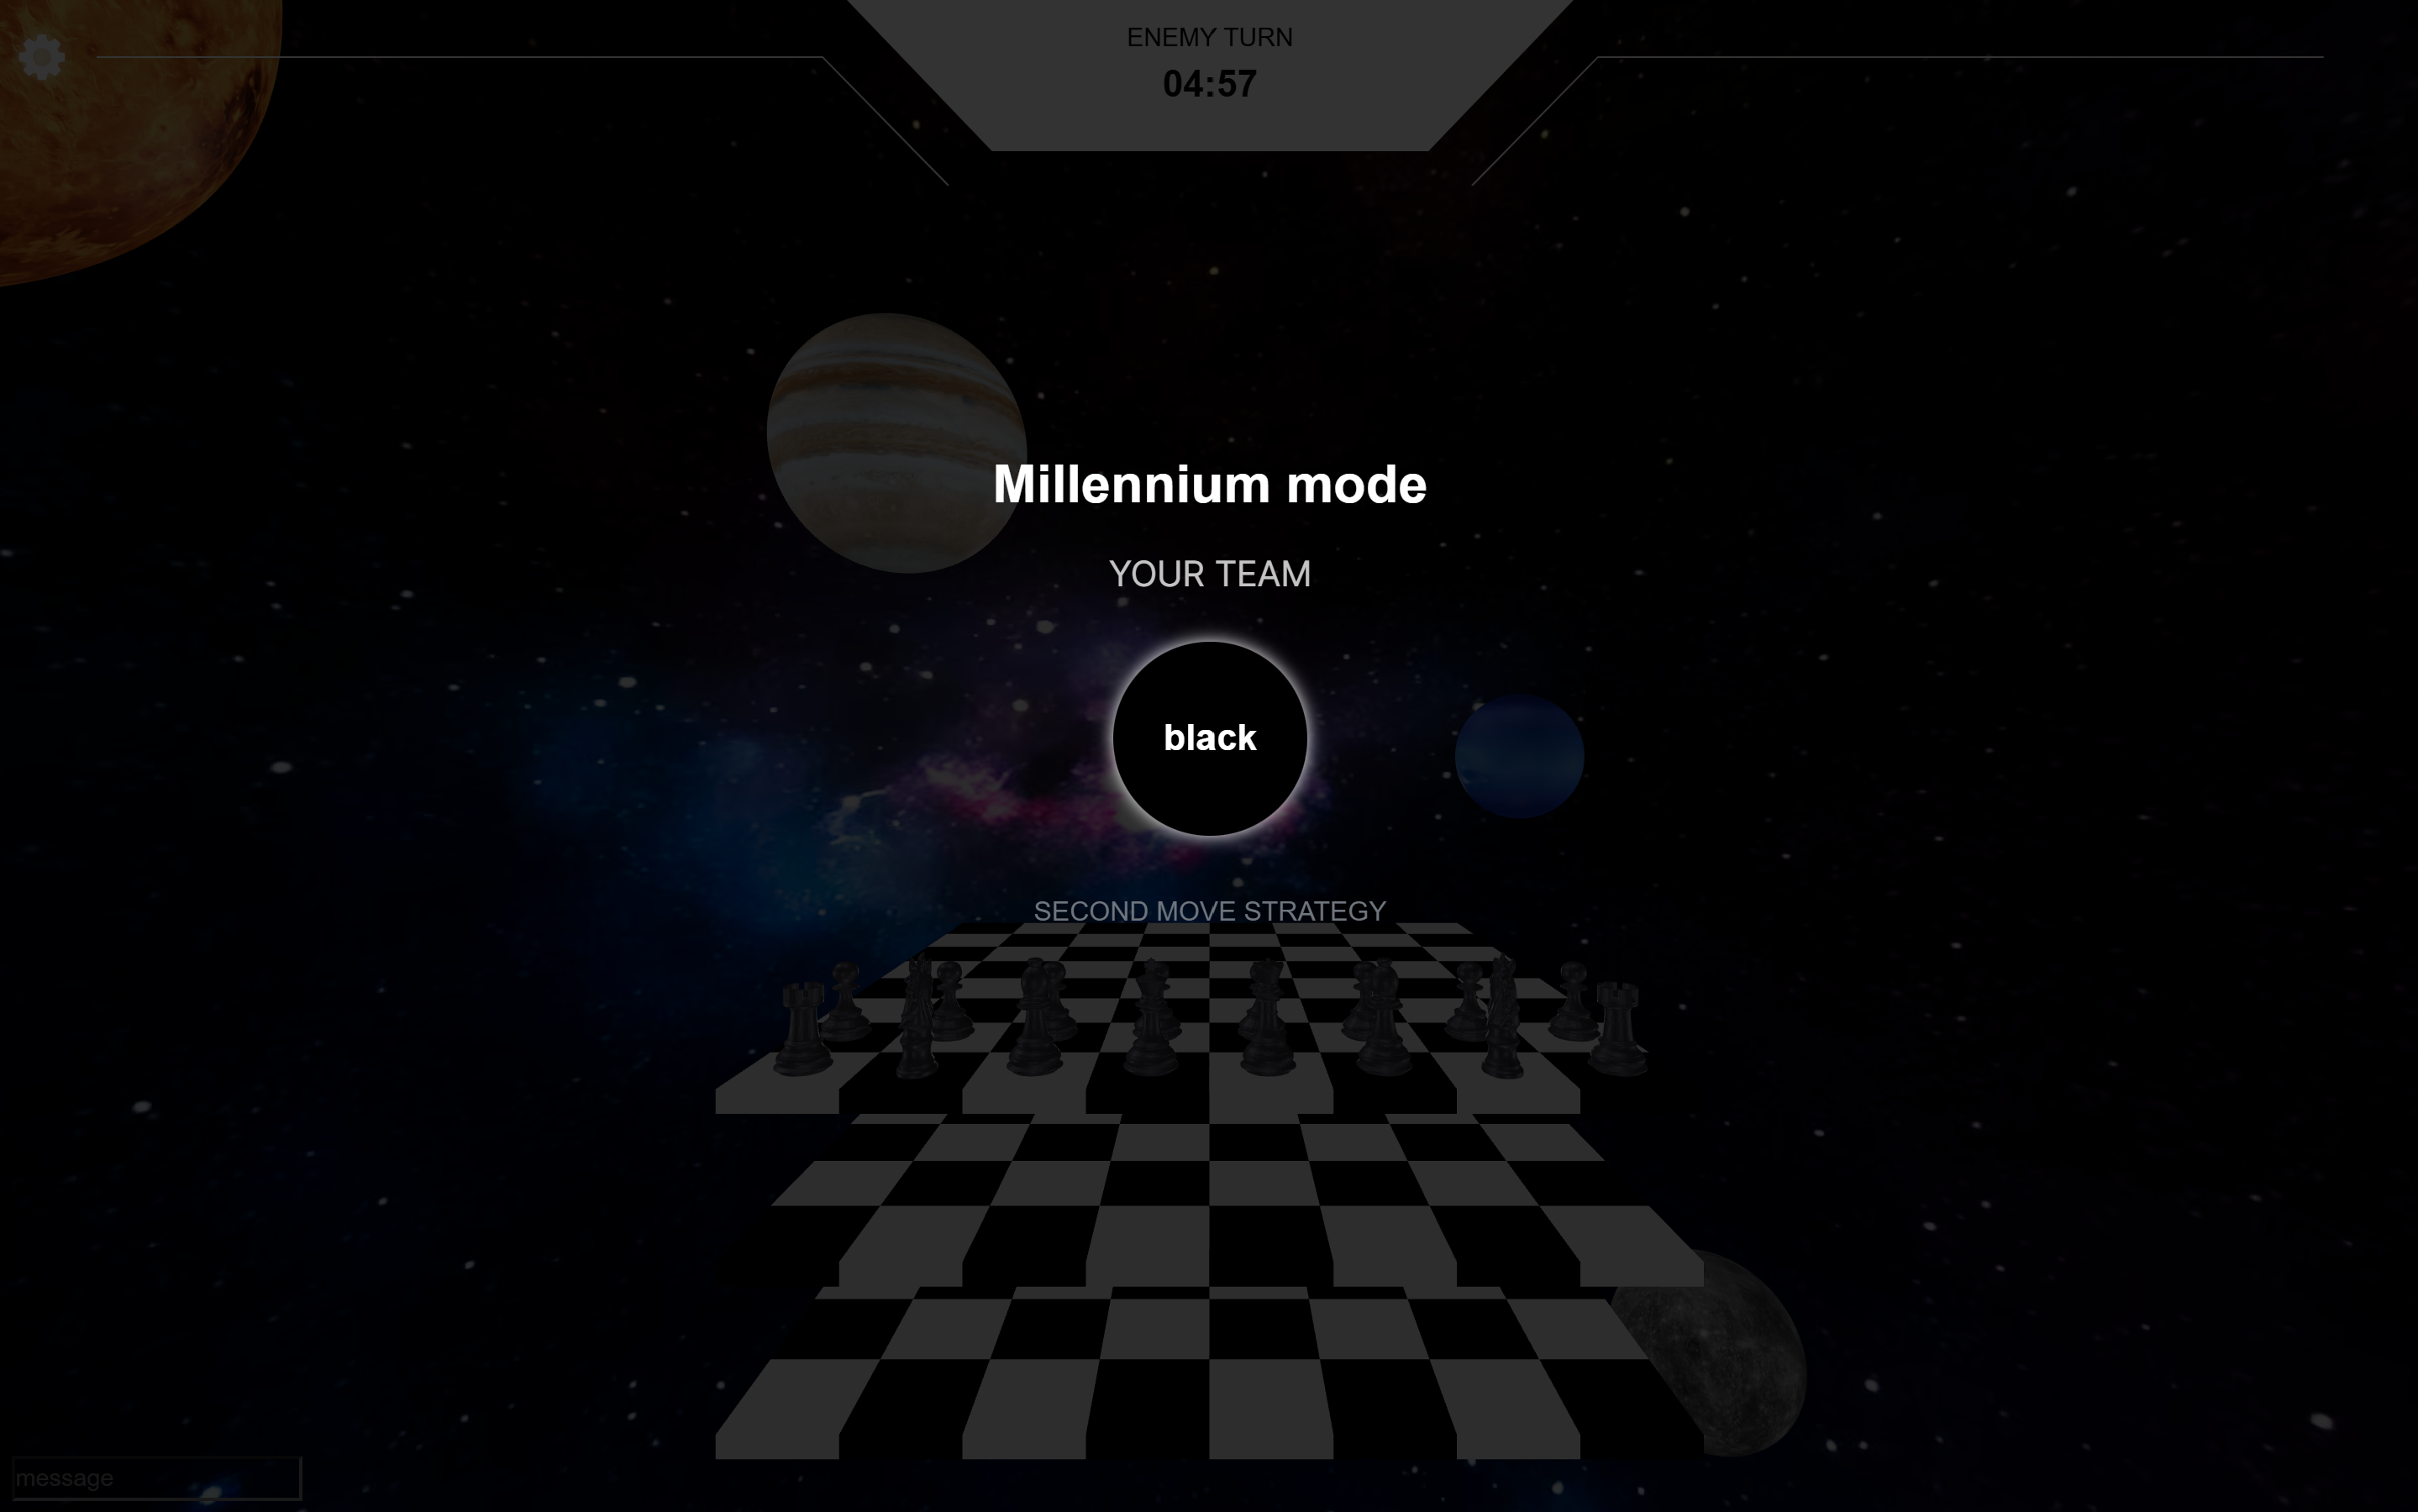 ENEMY TURN
04:57
Millennium mode
YOUR TEAM
black
SECOND MOVE STRATEGY
message